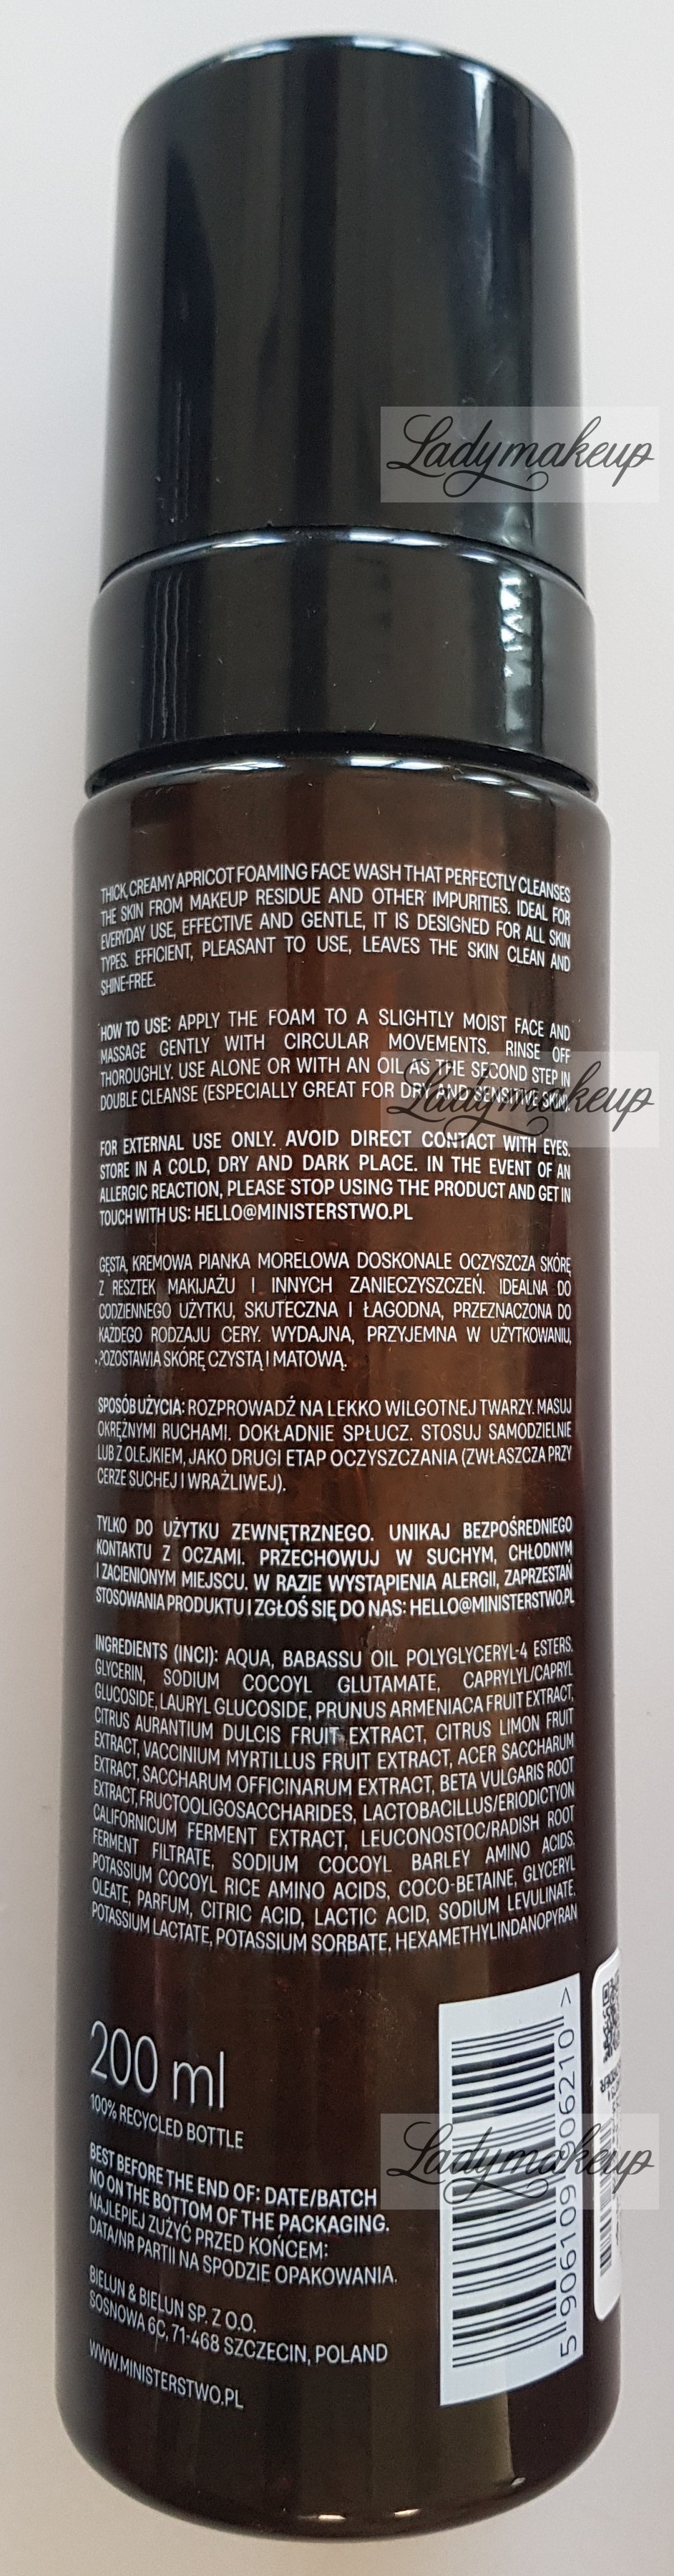 Ladymakeup
THICK, CREAMY APRICOT FOAMING FACE WASH THAT PERFECTLY CLEANSES
THE SKIN FROM MAKEUP RESIDUE AND OTHER IMPURITIES. IDEAL FOR
EVERYDAY USE, EFFECTIVE AND GENTLE, IT IS DESIGNED FOR ALL SKIN
TYPES. EFFICIENT, PLEASANT TO USE, LEAVES THE SKIN CLEAN AND
SHINE-FREE.
HOW TO USE: APPLY THE FOAM TO A SLIGHTLY MOIST FACE AND
MASSAGE GENTLY WITH CIRCULAR MOVEMENTS. RINSE OFF
THOROUGHLY. USE ALONE OR WITH AN OIL AS THE SECOND STEP IN
DOUBLE CLEANSE (ESPECIALLY GREAT FOR DRY AND SENSITIVE SKIN).
Ladymakeup
FOR EXTERNAL USE ONLY. AVOID DIRECT CONTACT WITH EYES.
STORE IN A COLD, DRY AND DARK PLACE. IN THE EVENT OF AN
ALLERGIC REACTION, PLEASE STOP USING THE PRODUCT AND GET IN
TOUCH WITH US: HELLO@MINISTERSTWO.PL
GĘSTA, KREMOWA PIANKA MORELOWA DOSKONALE OCZYSZCZA SKÓRĘ
Z RESZTEK MAKIJAŻU I INNYCH ZANIECZYSZCZEŃ. IDEALNA DO
CODZIENNEGO UŻYTKU, SKUTECZNA I ŁAGODNA, PRZEZNACZONA DO
KAŻDEGO RODZAJU CERY. WYDAJNA, PRZYJEMNA W UŻYTKOWANIU,
POZOSTAWIA SKÓRĘ CZYSTĄ I MATOWĄ.
SPOSÓB UŻYCIA: ROZPROWADŹ NA LEKKO WILGOTNEJ TWARZY. MASUJ
OKRĘŻNYMI RUCHAMI. DOKŁADNIE SPŁUCZ. STOSUJ SAMODZIELNIE
LUB Z OLEJKIEM, JAKO DRUGI ETAP OCZYSZCZANIA (ZWŁASZCZA PRZY
CERZE SUCHEJ I WRAŻLIWEJ).
TYLKO DO UŻYTKU ZEWNĘTRZNEGO. UNIKAJ BEZPOŚREDNIEGO
KONTAKTU Z OCZAMI. PRZECHOWUJ W SUCHYM, CHŁODNYM
I ZACIENIONYM MIEJSCU. W RAZIE WYSTĄPIENIA ALERGII, ZAPRZESTAŃ
STOSOWANIA PRODUKTU I ZGŁOŚ SIĘ DO NAS: HELLO@MINISTERSTWO.PL
INGREDIENTS (INCI): AQUA, BABASSU OIL POLYGLYCERYL-4 ESTERS,
GLYCERIN, SODIUM COCOYL GLUTAMATE, CAPRYLYL/CAPRYL
GLUCOSIDE, LAURYL GLUCOSIDE, PRUNUS ARMENIACA FRUIT EXTRACT,
CITRUS AURANTIUM DULCIS FRUIT EXTRACT, CITRUS LIMON FRUIT
EXTRACT, VACCINIUM MYRTILLUS FRUIT EXTRACT, ACER SACCHARUM
EXTRACT, SACCHARUM OFFICINARUM EXTRACT, BETA VULGARIS ROOT
EXTRACT, FRUCTOOLIGOSACCHARIDES, LACTOBACILLUS/ERIODICTYON
CALIFORNICUM FERMENT EXTRACT, LEUCONOSTOC/RADISH ROOT
FERMENT FILTRATE, SODIUM COCOYL BARLEY AMINO ACIDS,
POTASSIUM COCOYL RICE AMINO ACIDS, COCO-BETAINE, GLYCERYL
OLEATE, PARFUM, CITRIC ACID, LACTIC ACID, SODIUM LEVULINATE,
POTASSIUM LACTATE, POTASSIUM SORBATE, HEXAMETHYLINDANOPYRAN
200 ml
100% RECYCLED BOTTLE
BEST BEFORE THE END OF: DATE/BATCH
NO ON THE BOTTOM OF THE PACKAGING.
NAJLEPIEJ ZUŻYĆ PRZED KOŃCEM:
DATA/NR PARTII NA SPODZIE OPAKOWANIA.
BIELUN & BIELUN SP. Z O.O.
SOSNOWA 6C, 71-468 SZCZECIN, POLAND
WWW.MINISTERSTWO.PL
Ladymakeup